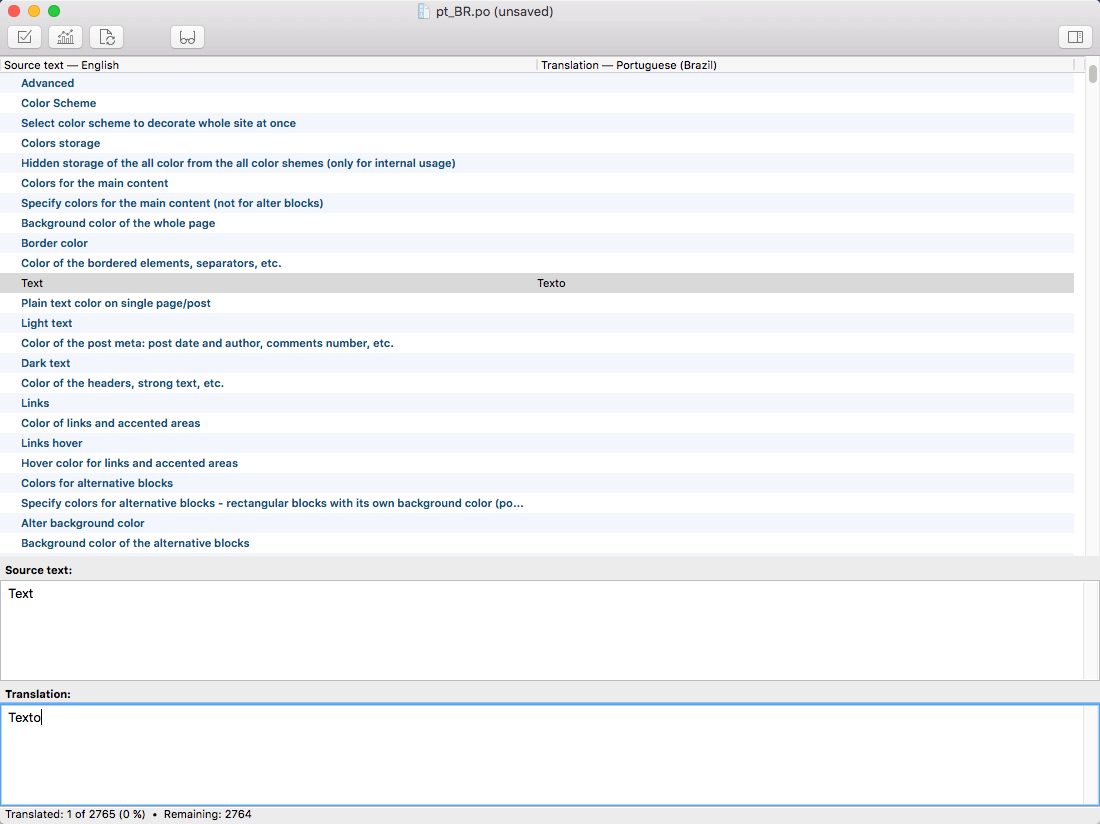 pt_BR.po (unsaved)
Source text — English Translation — Portuguese (Brazil)
Advanced
Color Scheme
Select color scheme to decorate whole site at once
Colors storage
Hidden storage of the all color from the all color shemes (only for internal usage)
Colors for the main content
Specify colors for the main content (not for alter blocks)
Background color of the whole page
Border color
Color of the bordered elements, separators, etc.
Text Texto
Plain text color on single page/post
Light text
Color of the post meta: post date and author, comments number, etc.
Dark text
Color of the headers, strong text, etc.
Links
Color of links and accented areas
Links hover
Hover color for links and accented areas
Colors for alternative blocks
Specify colors for alternative blocks - rectangular blocks with its own background color (po...
Alter background color
Background color of the alternative blocks
Source text:
Text
Translation:
Texto
Translated: 1 of 2765 (0 %) • Remaining: 2764